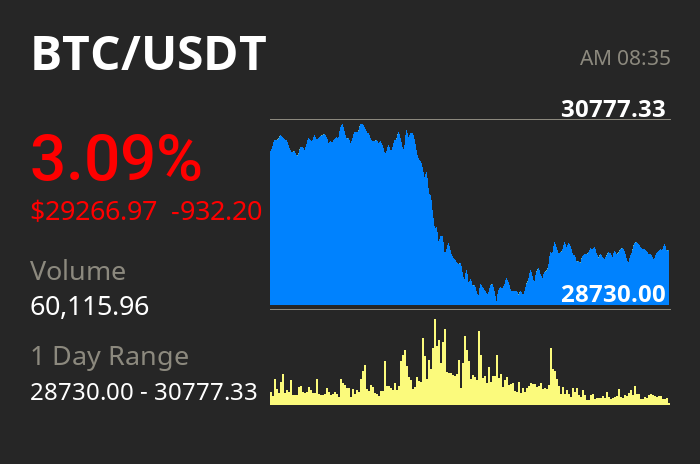 BTC/USDT
AM 08:35
30777.33
3.09%
$29266.97 -932.20
Volume
60,115.96
28730.00
1 Day Range
28730.00 - 30777.33